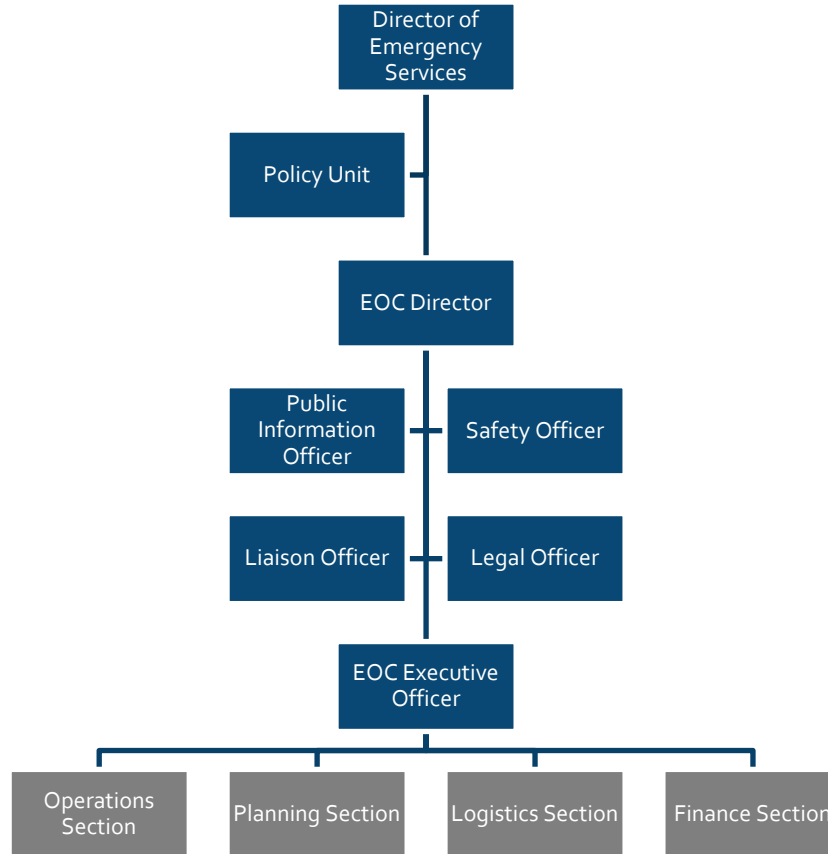 Director of
Emergency
Services
Policy Unit
EOC Director
Public
Information
Officer
Safety Officer
Liaison Officer
Legal Officer
EOC Executive
Officer
Operations
Section
Planning Section
Logistics Section
Finance Section